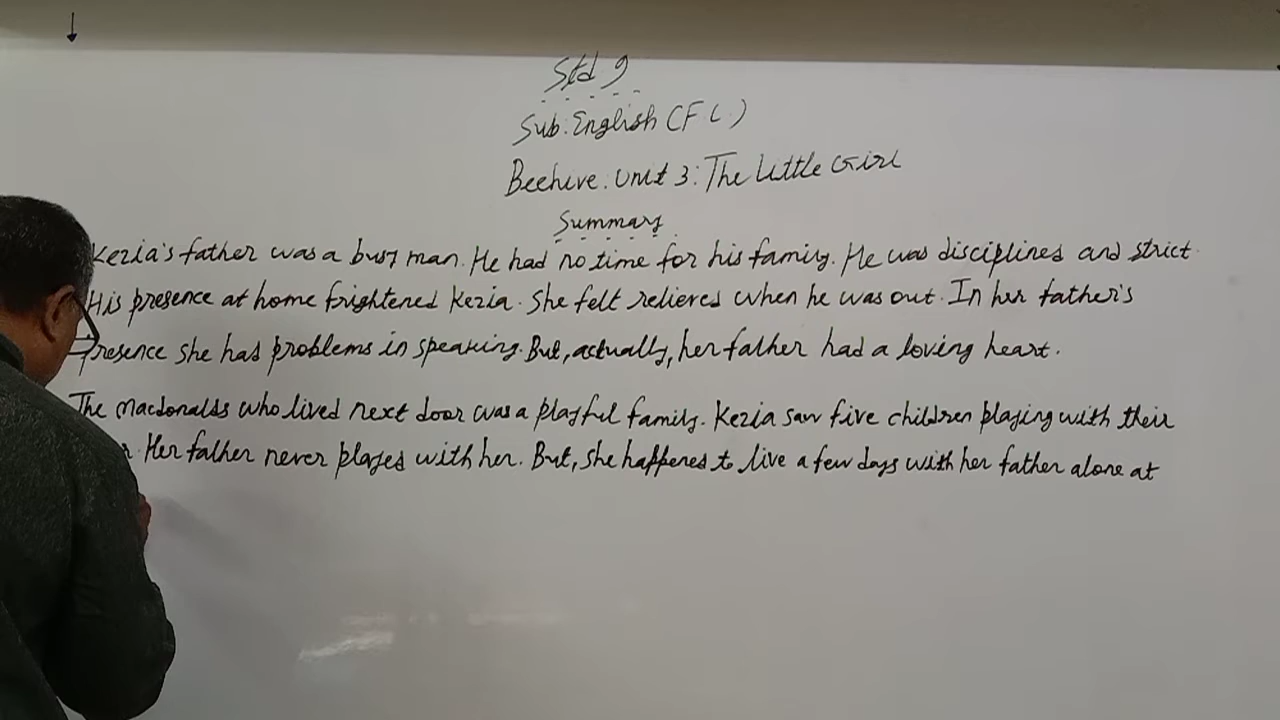 Std 9
Sub: English (FL)
Beehive: Unit 3: The Little Girl
Summary
Kezia's father was a busy man. He had no time for his family. He was disciplined and strict.
His presence at home frightened Kezia. She felt relieved when he was out. In her father's
presence she had problems in speaking. But, actually, her father had a loving heart.
The Macdonalds who lived next door was a playful family. Kezia saw five children playing with their
Her father never played with her. But, she happened to live a few days with her father alone at